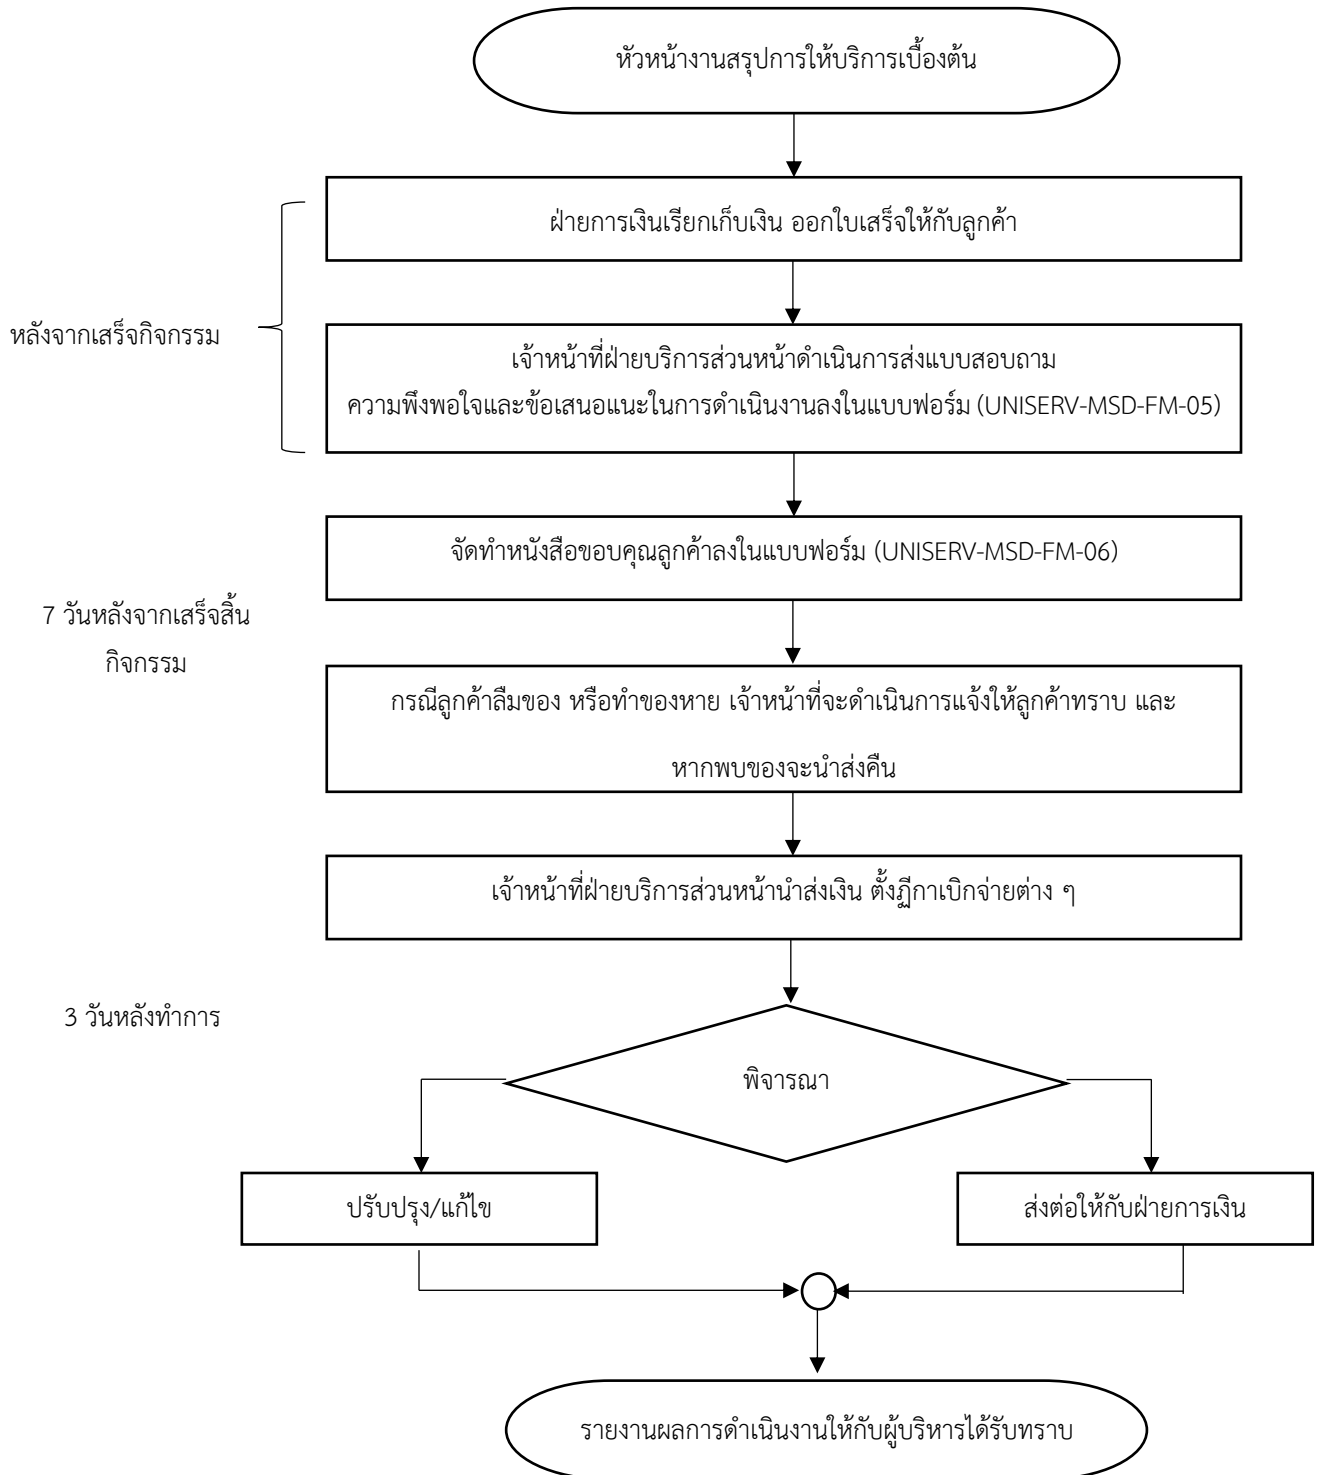 หัวหน้างานสรุปการให้บริการเบื้องต้น
ฝ่ายการเงินเรียกเก็บเงิน ออกใบเสร็จให้กับลูกค้า
หลังจากเสร็จกิจกรรม
เจ้าหน้าที่ฝ่ายบริการส่วนหน้าดำเนินการส่งแบบสอบถาม
ความพึงพอใจและข้อเสนอแนะในการดำเนินงานลงในแบบฟอร์ม (UNISERV-MSD-FM-05)
จัดทำหนังสือขอบคุณลูกค้าลงในแบบฟอร์ม (UNISERV-MSD-FM-06)
7 วันหลังจากเสร็จสิ้น
กิจกรรม
กรณีลูกค้าลืมของ หรือทำของหาย เจ้าหน้าที่จะดำเนินการแจ้งให้ลูกค้าทราบ และ
หากพบของจะนำส่งคืน
เจ้าหน้าที่ฝ่ายบริการส่วนหน้านำส่งเงิน ตั้งฎีกาเบิกจ่ายต่าง ๆ
3 วันหลังทำการ
พิจารณา
ปรับปรุง/แก้ไข
ส่งต่อให้กับฝ่ายการเงิน
รายงานผลการดำเนินงานให้กับผู้บริหารได้รับทราบ